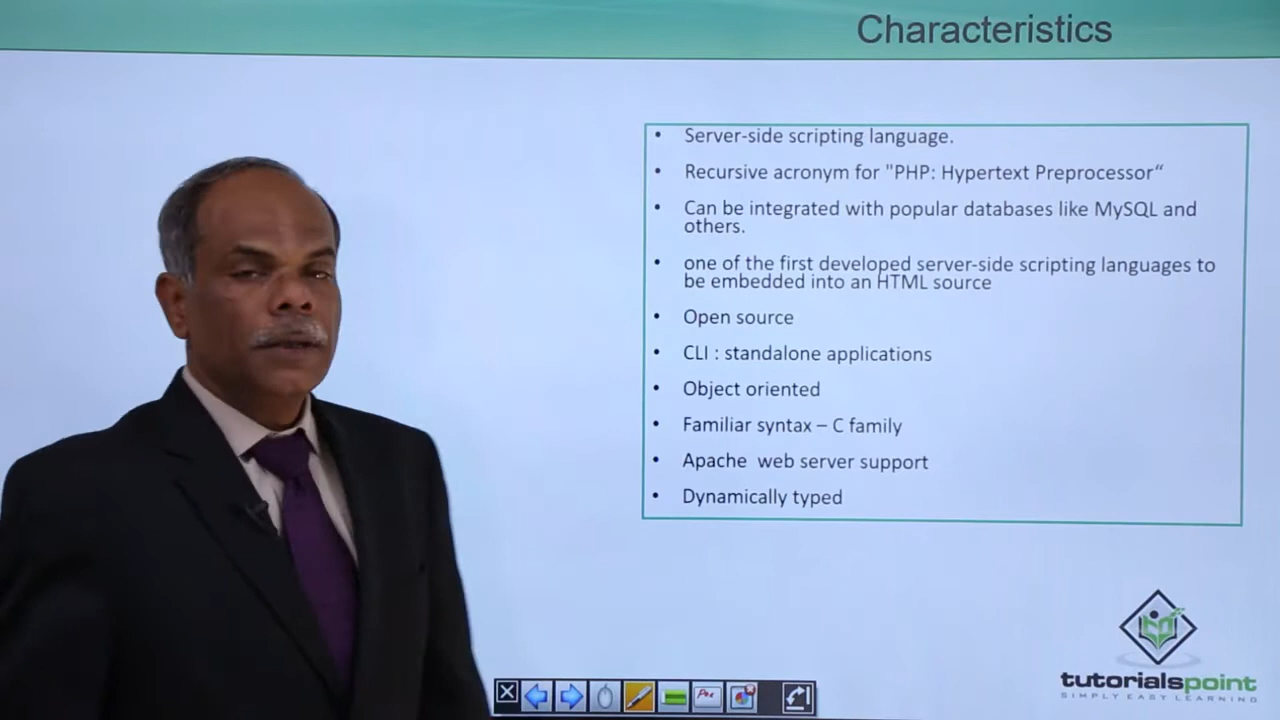 Characteristics
• Server-side scripting language.
• Recursive acronym for "PHP: Hypertext Preprocessor“
• Can be integrated with popular databases like MySQL and
others.
• one of the first developed server-side scripting languages to
be embedded into an HTML source
• Open source
• CLI : standalone applications
• Object oriented
• Familiar syntax – C family
• Apache web server support
• Dynamically typed
tutorialspoint
SIMPLY EASY LEARNING